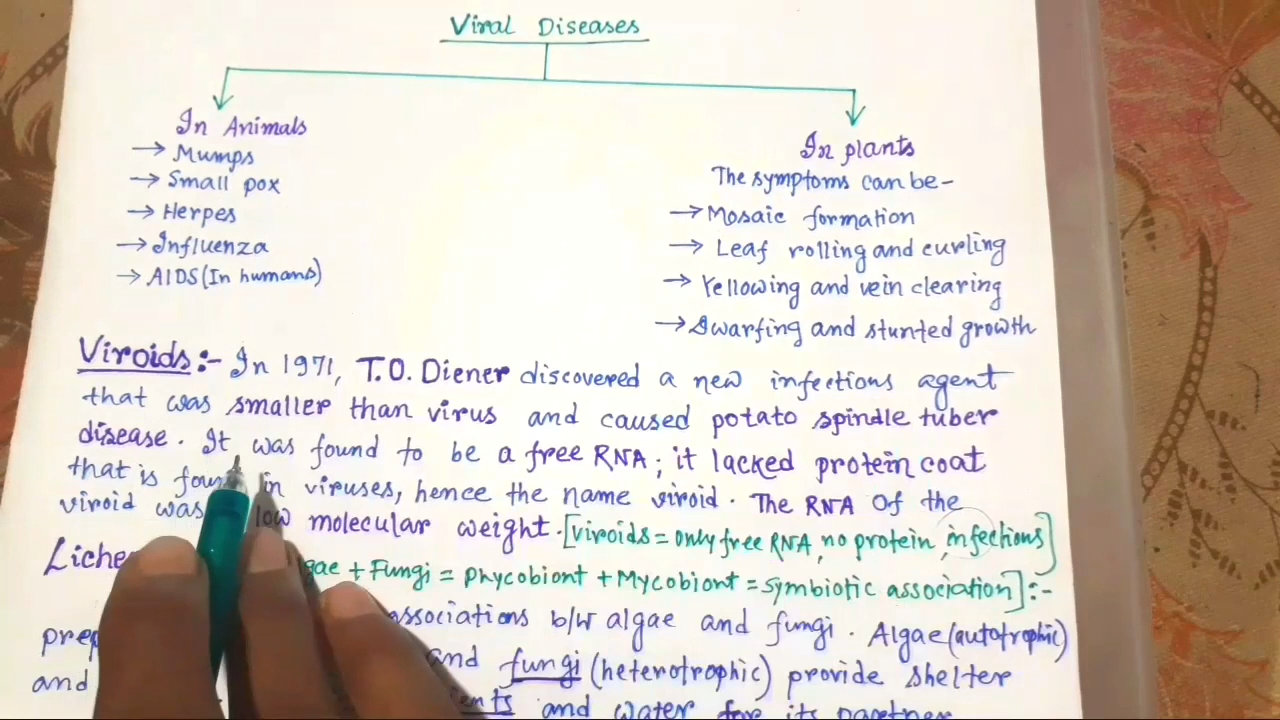 Viral Diseases
In Animals
→ Mumps
→ Small pox
→ Herpes
→ Influenza
→ AIDS (In humans)
In plants
The symptoms can be-
→ Mosaic formation
→ Leaf rolling and curling
→ Yellowing and vein clearing
→ Dwarfing and stunted growth
Viroids :- In 1971, T.O. Diener discovered a new infections agent
that was smaller than virus and caused potato spindle tuber
disease. It was found to be a free RNA; it lacked protein coat
that is in viruses, hence the name viroid. The RNA of the
viroid was low molecular weight. [Viroids = only free RNA, no protein, infections]
+ Fungi = Phycobiont + Mycobiont = Symbiotic association] :-
associations b/w algae and fungi. Algae (autotrophic)
and fungi (heterotrophic) provide shelter
and and water for its partner